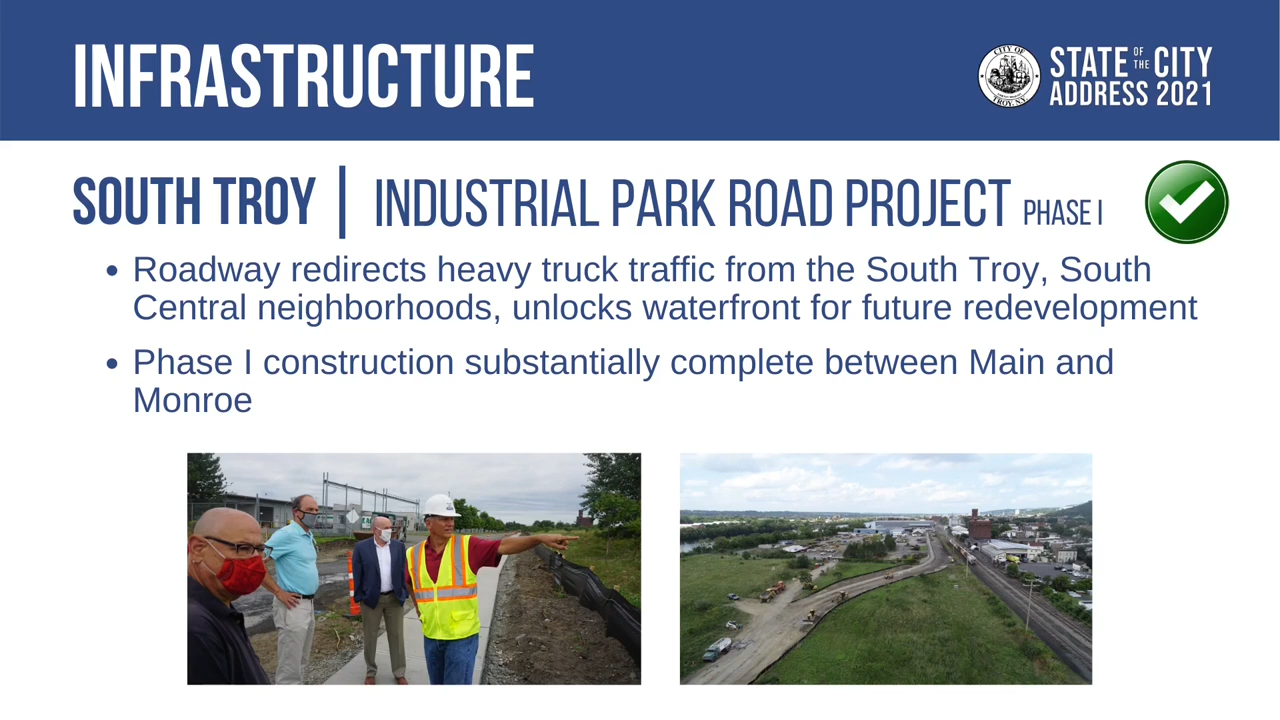 INFRASTRUCTURE
CITY OF
TROY, N.Y.
STATE OF THE CITY
ADDRESS 2021
SOUTH TROY | INDUSTRIAL PARK ROAD PROJECT PHASE I
• Roadway redirects heavy truck traffic from the South Troy, South
Central neighborhoods, unlocks waterfront for future redevelopment
• Phase I construction substantially complete between Main and
Monroe